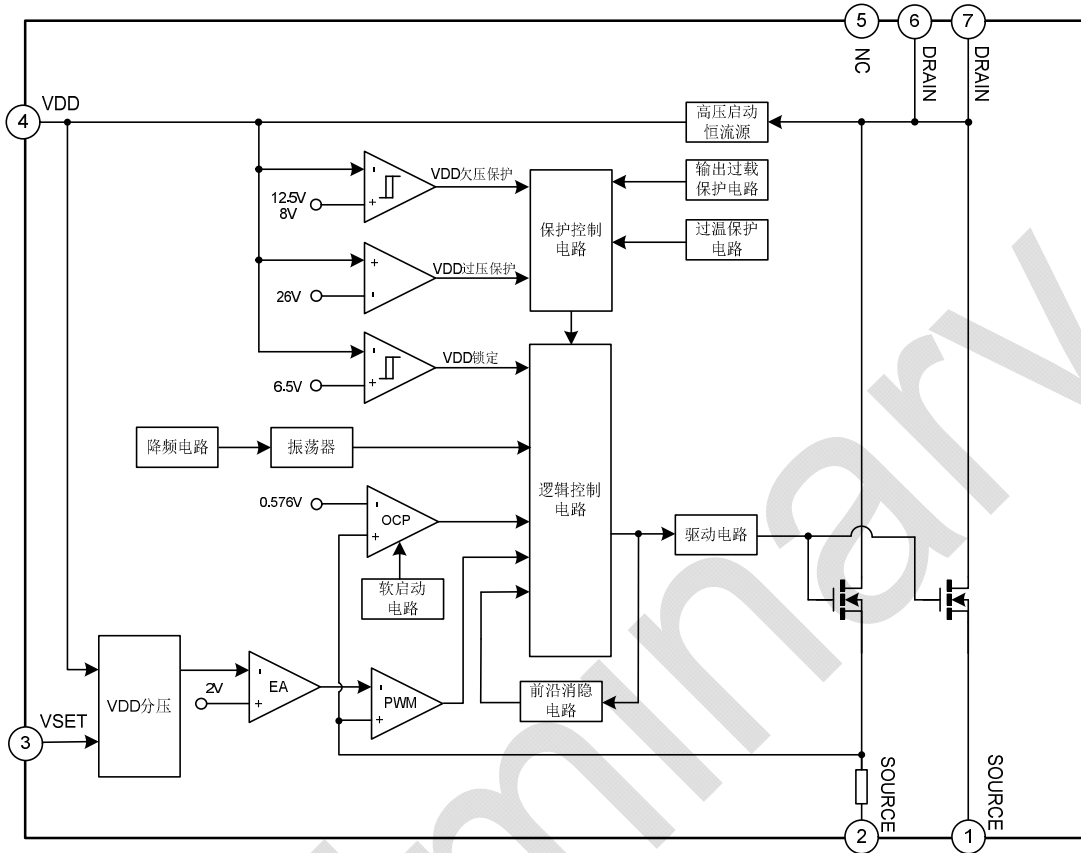 5
6
7
NC
DRAIN
DRAIN
4
VDD
高压启动
恒流源
12.5V
8V
-
+
VDD欠压保护
输出过载
保护电路
保护控制
电路
过温保护
电路
26V
+
-
VDD过压保护
6.5V
-
+
VDD锁定
降频电路
振荡器
0.576V
-
+
OCP
软启动
电路
逻辑控制
电路
驱动电路
VDD分压
2V
-
+
EA
-
+
PWM
前沿消隐
电路
VSET
3
SOURCE
SOURCE
2
1
iminary